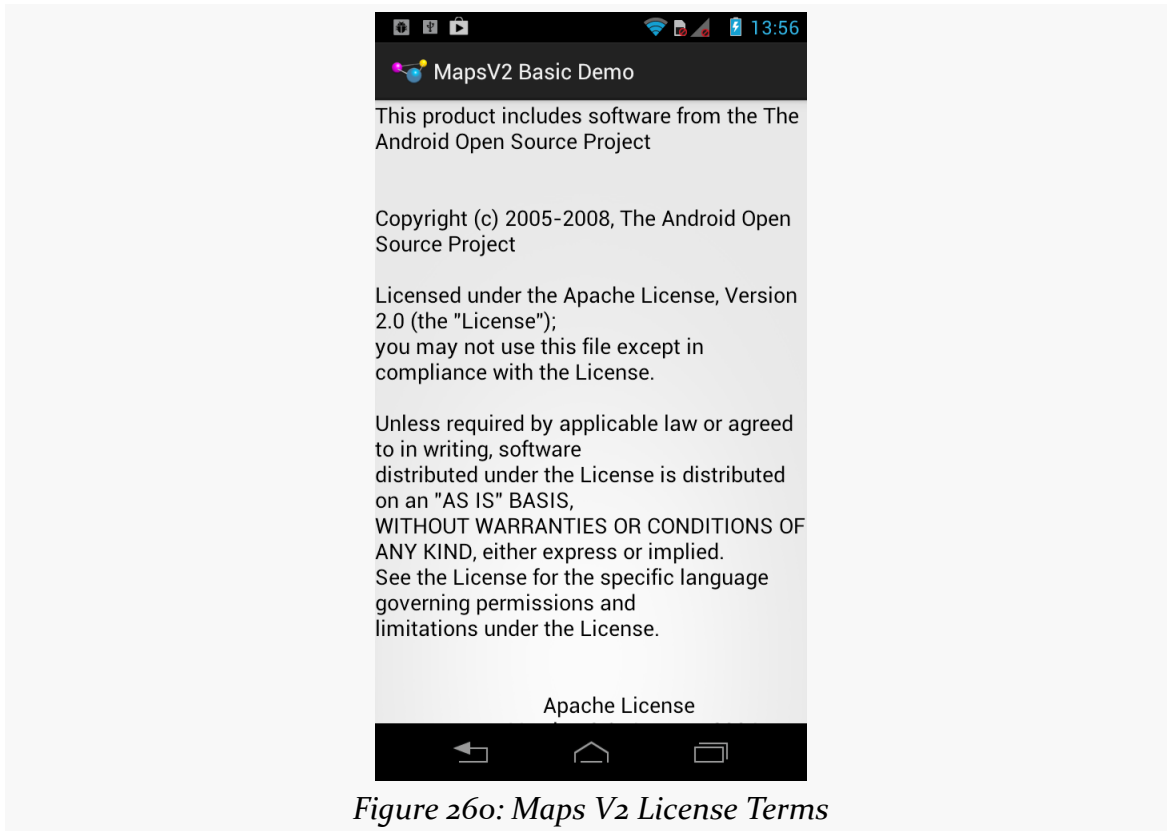 13:56
MapsV2 Basic Demo
This product includes software from the The
Android Open Source Project
Copyright (c) 2005-2008, The Android Open
Source Project
Licensed under the Apache License, Version
2.0 (the "License");
you may not use this file except in
compliance with the License.
Unless required by applicable law or agreed
to in writing, software
distributed under the License is distributed
on an "AS IS" BASIS,
WITHOUT WARRANTIES OR CONDITIONS OF
ANY KIND, either express or implied.
See the License for the specific language
governing permissions and
limitations under the License.
Apache License
Figure 260: Maps V2 License Terms